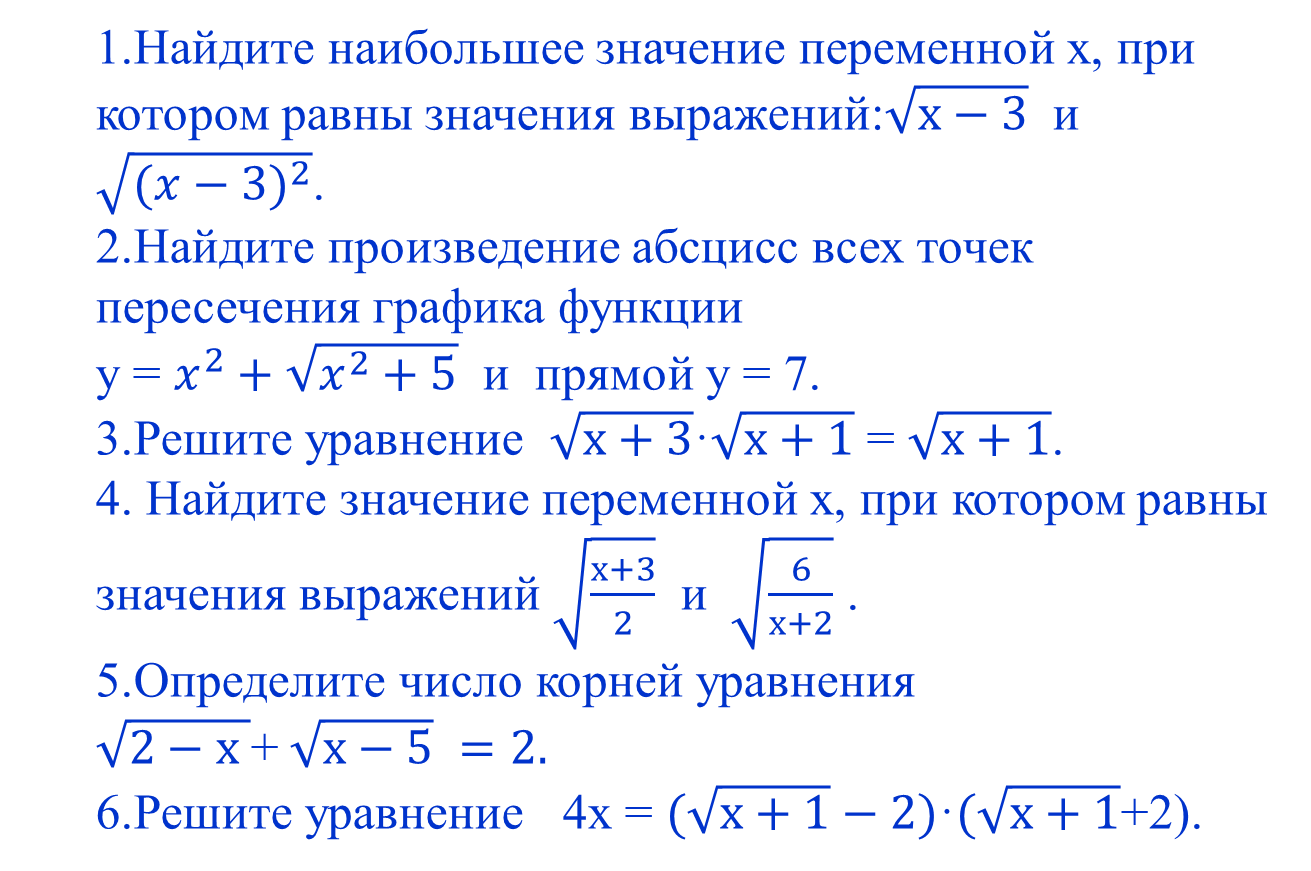 1.Найдите наибольшее значение переменной х, при
котором равны значения выражений:√(х − 3) и
√((x − 3)²).
2.Найдите произведение абсцисс всех точек
пересечения графика функции
у = x² + √(x² + 5) и прямой у = 7.
3.Решите уравнение √(х + 3)·√(х + 1) = √(х + 1).
4. Найдите значение переменной х, при котором равны
значения выражений √((х+3)/2) и √(6/(х+2)) .
5.Определите число корней уравнения
√(2 − х)+ √(х − 5) = 2.
6.Решите уравнение 4х = (√(х + 1) − 2)·(√(х + 1)+2).